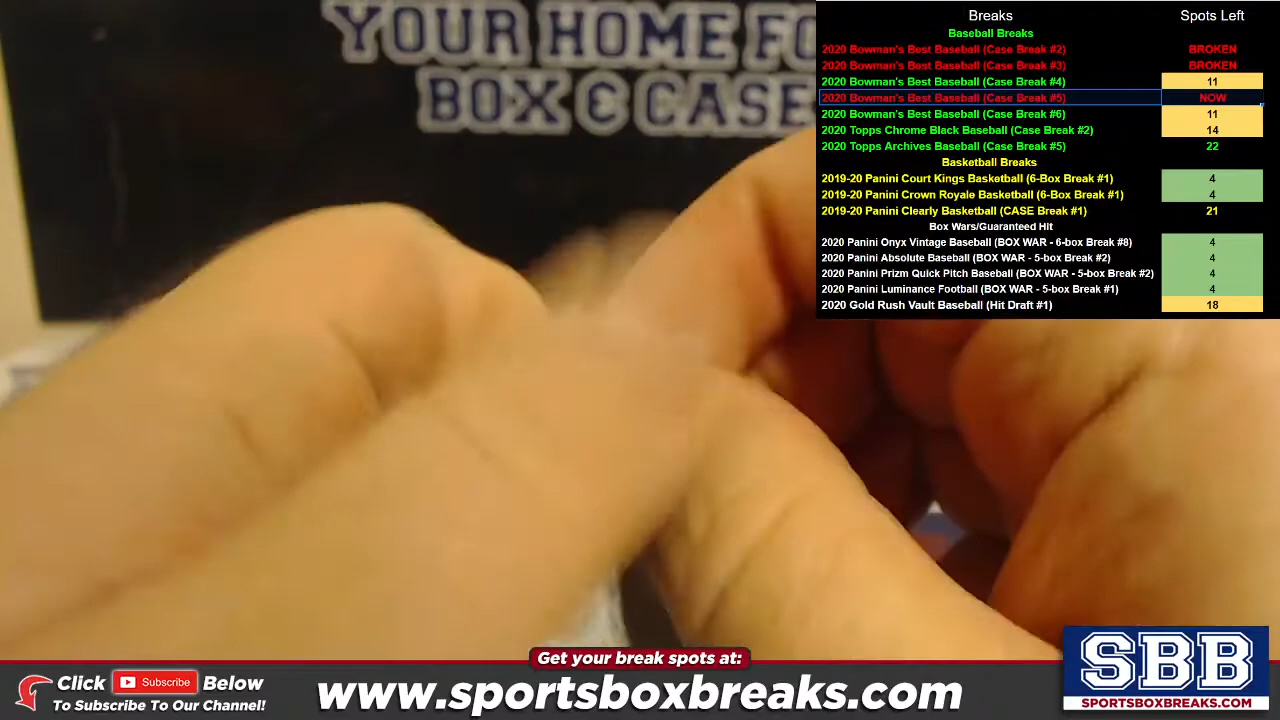 YOUR HOME FO
BOX & CASE
Breaks Spots Left
Baseball Breaks
2020 Bowman's Best Baseball (Case Break #2) BROKEN
2020 Bowman's Best Baseball (Case Break #3) BROKEN
2020 Bowman's Best Baseball (Case Break #4) 11
2020 Bowman's Best Baseball (Case Break #5) NOW
2020 Bowman's Best Baseball (Case Break #6) 11
2020 Topps Chrome Black Baseball (Case Break #2) 14
2020 Topps Archives Baseball (Case Break #5) 22
Basketball Breaks
2019-20 Panini Court Kings Basketball (6-Box Break #1) 4
2019-20 Panini Crown Royale Basketball (6-Box Break #1) 4
2019-20 Panini Clearly Basketball (CASE Break #1) 21
Box Wars/Guaranteed Hit
2020 Panini Onyx Vintage Baseball (BOX WAR - 6-box Break #8) 4
2020 Panini Absolute Baseball (BOX WAR - 5-box Break #2) 4
2020 Panini Prizm Quick Pitch Baseball (BOX WAR - 5-box Break #2) 4
2020 Panini Luminance Football (BOX WAR - 5-box Break #1) 4
2020 Gold Rush Vault Baseball (Hit Draft #1) 18
Get your break spots at:
Click Subscribe Below
To Subscribe To Our Channel!
www.sportsboxbreaks.com
SBB
SPORTSBOXBREAKS.COM